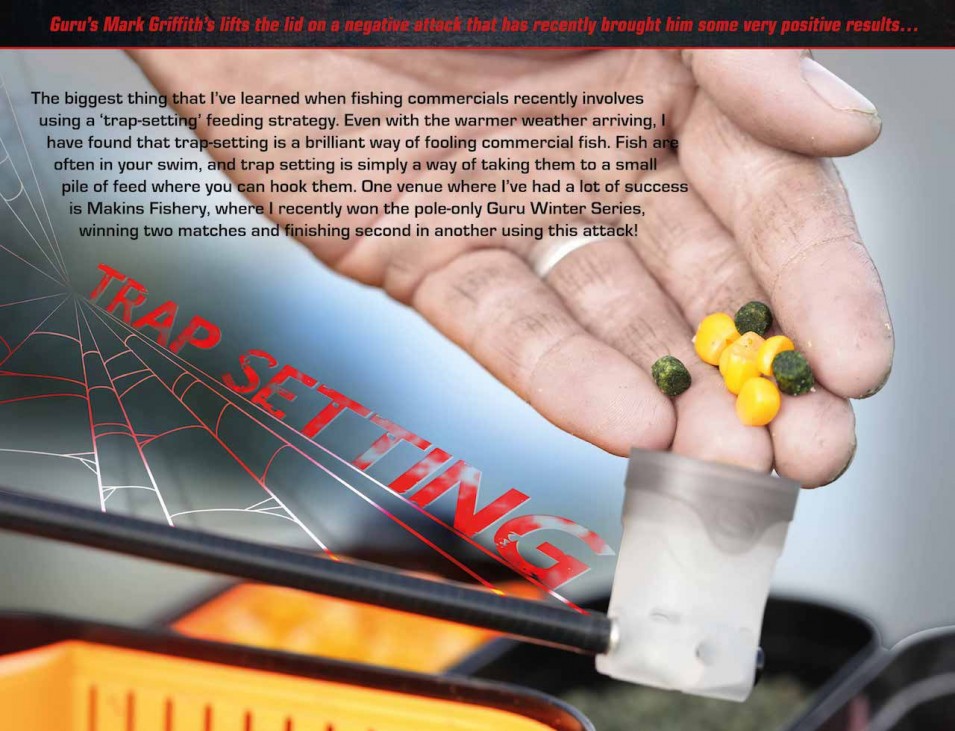 Guru's Mark Griffith's lifts the lid on a negative attack that has recently brought him some very positive results...
The biggest thing that I've learned when fishing commercials recently involves
using a 'trap-setting' feeding strategy. Even with the warmer weather arriving, I
have found that trap-setting is a brilliant way of fooling commercial fish. Fish are
often in your swim, and trap setting is simply a way of taking them to a small
pile of feed where you can hook them. One venue where I've had a lot of success
is Makins Fishery, where I recently won the pole-only Guru Winter Series,
winning two matches and finishing second in another using this attack!
TRAP SETTING